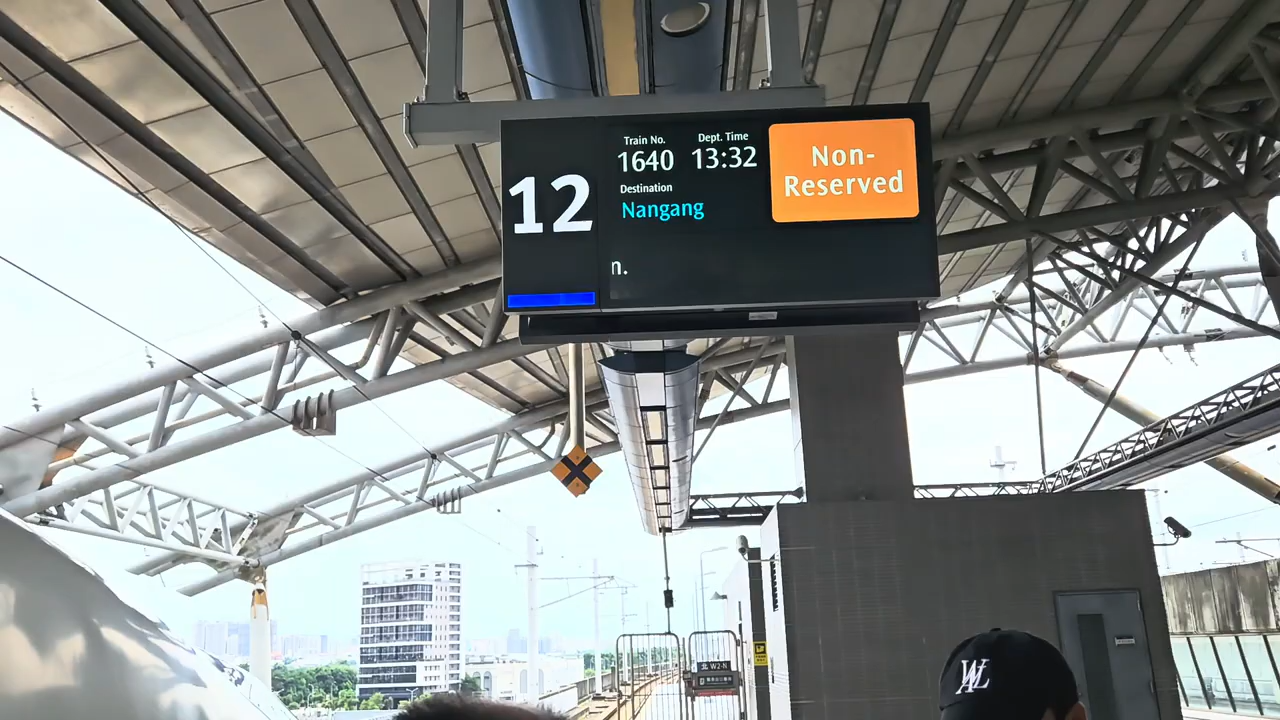 12
Train No. Dept. Time
1640 13:32
Destination
Nangang
n.
Non-
Reserved
北 W2-N